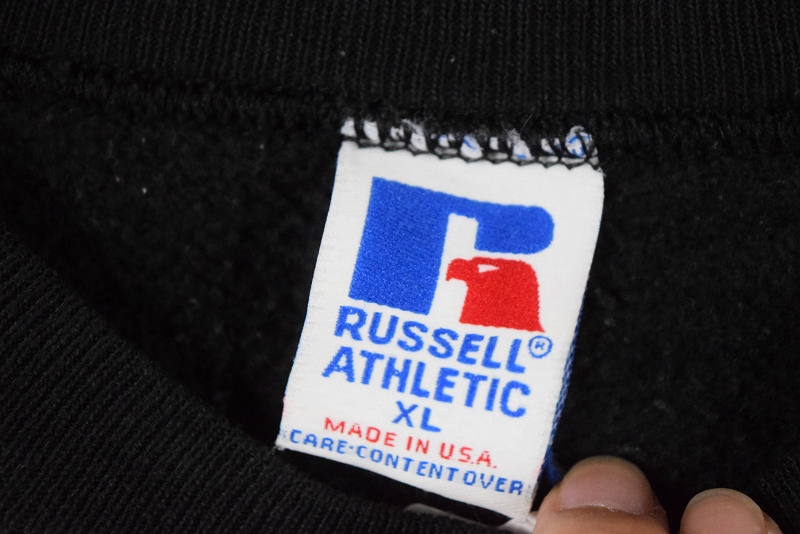 RUSSELL®
ATHLETIC
XL
MADE IN U.S.A.
CARE-CONTENT OVER